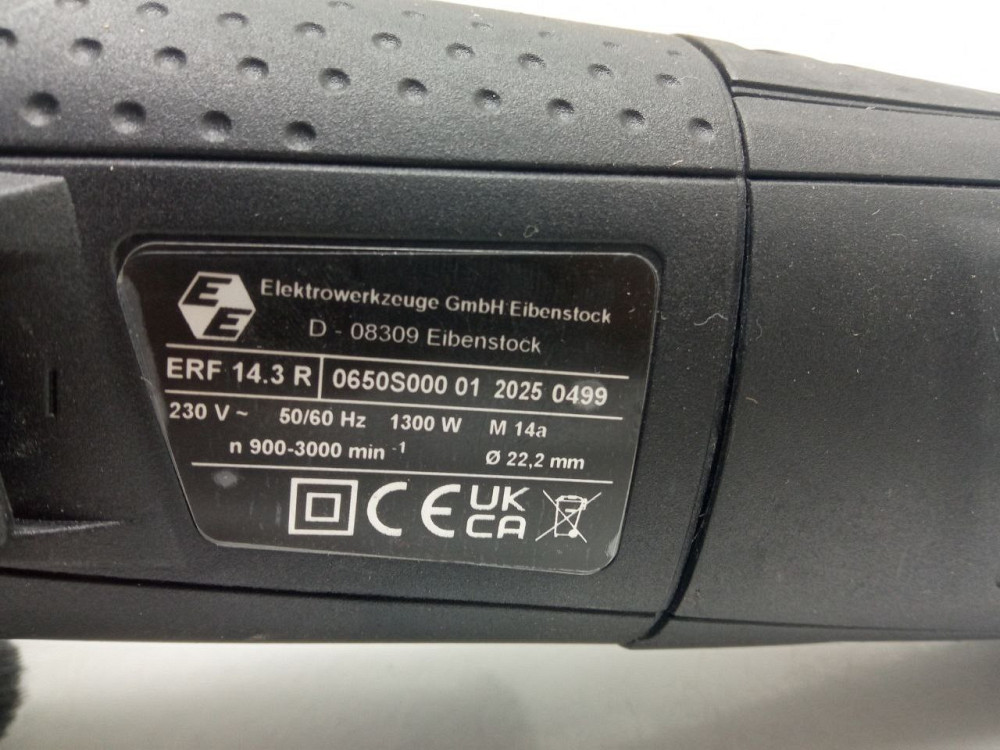 EE
Elektrowerkzeuge GmbH Eibenstock
D - 08309 Eibenstock
ERF 14.3 R 0650S000 01 2025 0499
230 V ~ 50/60 Hz 1300 W M 14a
n 900-3000 min -1 Ø 22,2 mm
CE UK CA